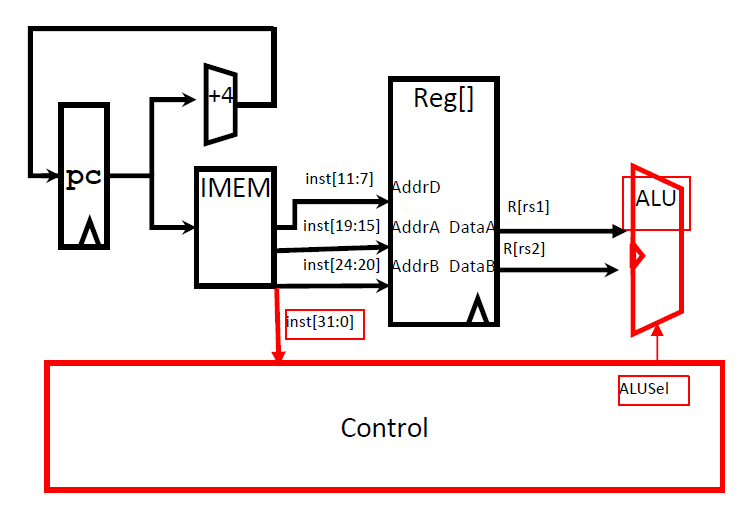 +4
Reg[]
pc
IMEM
inst[11:7]
AddrD
ALU
inst[19:15]
AddrA
DataA
R[rs1]
inst[24:20]
AddrB
DataB
R[rs2]
inst[31:0]
ALUSel
Control